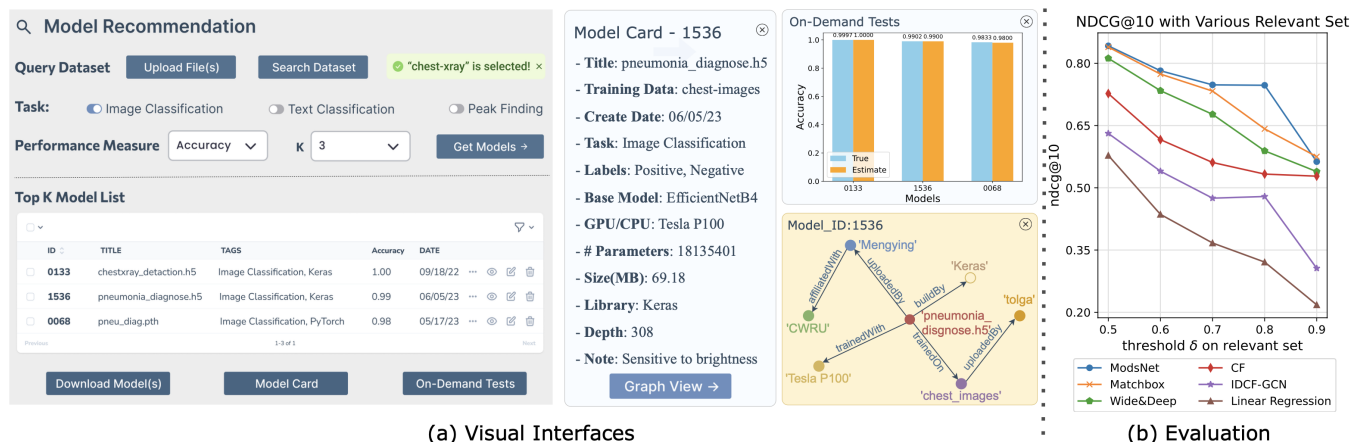 Model Recommendation
Query Dataset
Upload File(s)
Search Dataset
“chest-xray” is selected! ×
Task:
Image Classification
Text Classification
Peak Finding
Performance Measure
Accuracy
K
3
Get Models →
Top K Model List
ID TITLE TAGS Accuracy DATE
0133 chestxray_detaction.h5 Image Classification, Keras 1.00 09/18/22
1536 pneumonia_diagnose.h5 Image Classification, Keras 0.99 06/05/23
0068 pneu_diag.pth Image Classification, PyTorch 0.98 05/17/23
Previous 1-3 of 1 Next
Download Model(s)
Model Card
On-Demand Tests
Model Card - 1536
- Title: pneumonia_diagnose.h5
- Training Data: chest-images
- Create Date: 06/05/23
- Task: Image Classification
- Labels: Positive, Negative
- Base Model: EfficientNetB4
- GPU/CPU: Tesla P100
- # Parameters: 18135401
- Size(MB): 69.18
- Library: Keras
- Depth: 308
- Note: Sensitive to brightness
Graph View →
On-Demand Tests
0.9997 1.0000
0.9902 0.9900
0.9833 0.9800
1.0
0.8
0.6
0.4
0.2
0.0
Accuracy
True
Estimate
0133 1536 0068
Models
Model_ID:1536
'Mengying'
'Keras'
'tolga'
'CWRU'
'pneumonia_
disgnose.h5'
'Tesla P100'
'chest_images'
affiliatedWith
uploadedBy
buildBy
trainedWith
trainedOn
uploadedBy
(a) Visual Interfaces
NDCG@10 with Various Relevant Set
0.80
0.65
0.50
0.35
0.20
ndcg@10
0.5 0.6 0.7 0.8 0.9
threshold δ on relevant set
ModsNet
Matchbox
Wide&Deep
CF
IDCF-GCN
Linear Regression
(b) Evaluation